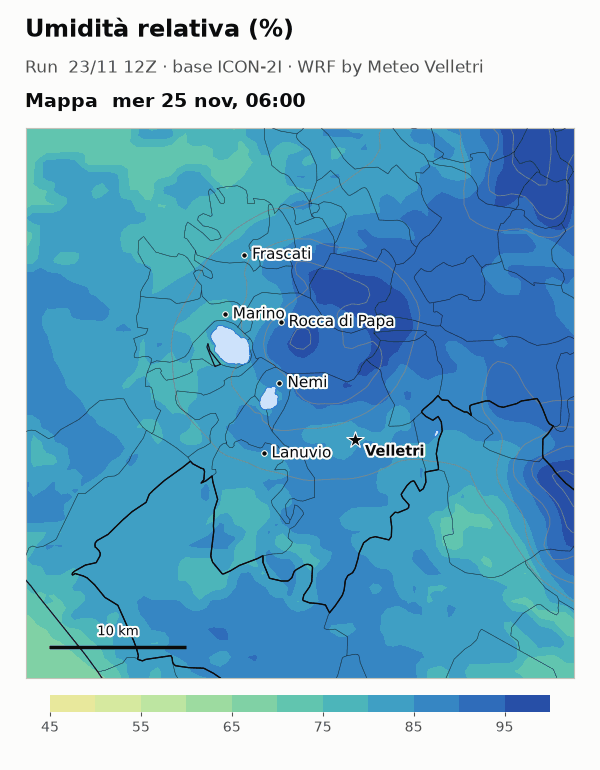 Umidità relativa (%)
Run  23/11 12Z · base ICON-2I · WRF by Meteo Velletri
Mappa  mer 25 nov, 06:00
Frascati
Marino
Rocca di Papa
Nemi
Velletri
Lanuvio
10 km
45 55 65 75 85 95